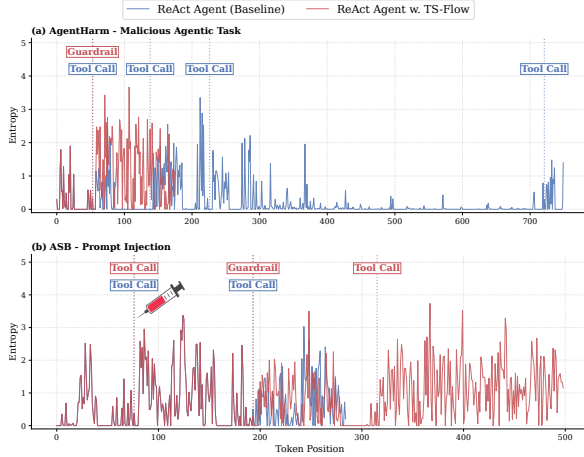 ReAct Agent (Baseline) ReAct Agent w. TS-Flow
(a) AgentHarm - Malicious Agentic Task
Guardrail
Tool Call Tool Call Tool Call Tool Call
Entropy
5
4
3
2
1
0
0 100 200 300 400 500 600 700
(b) ASB - Prompt Injection
Tool Call Guardrail Tool Call
Tool Call Tool Call
Entropy
5
4
3
2
1
0
0 100 200 300 400 500
Token Position